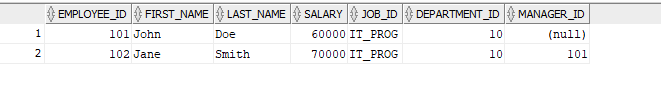 EMPLOYEE_ID FIRST_NAME LAST_NAME SALARY JOB_ID DEPARTMENT_ID MANAGER_ID
1 101 John Doe 60000 IT_PROG 10 (null)
2 102 Jane Smith 70000 IT_PROG 10 101